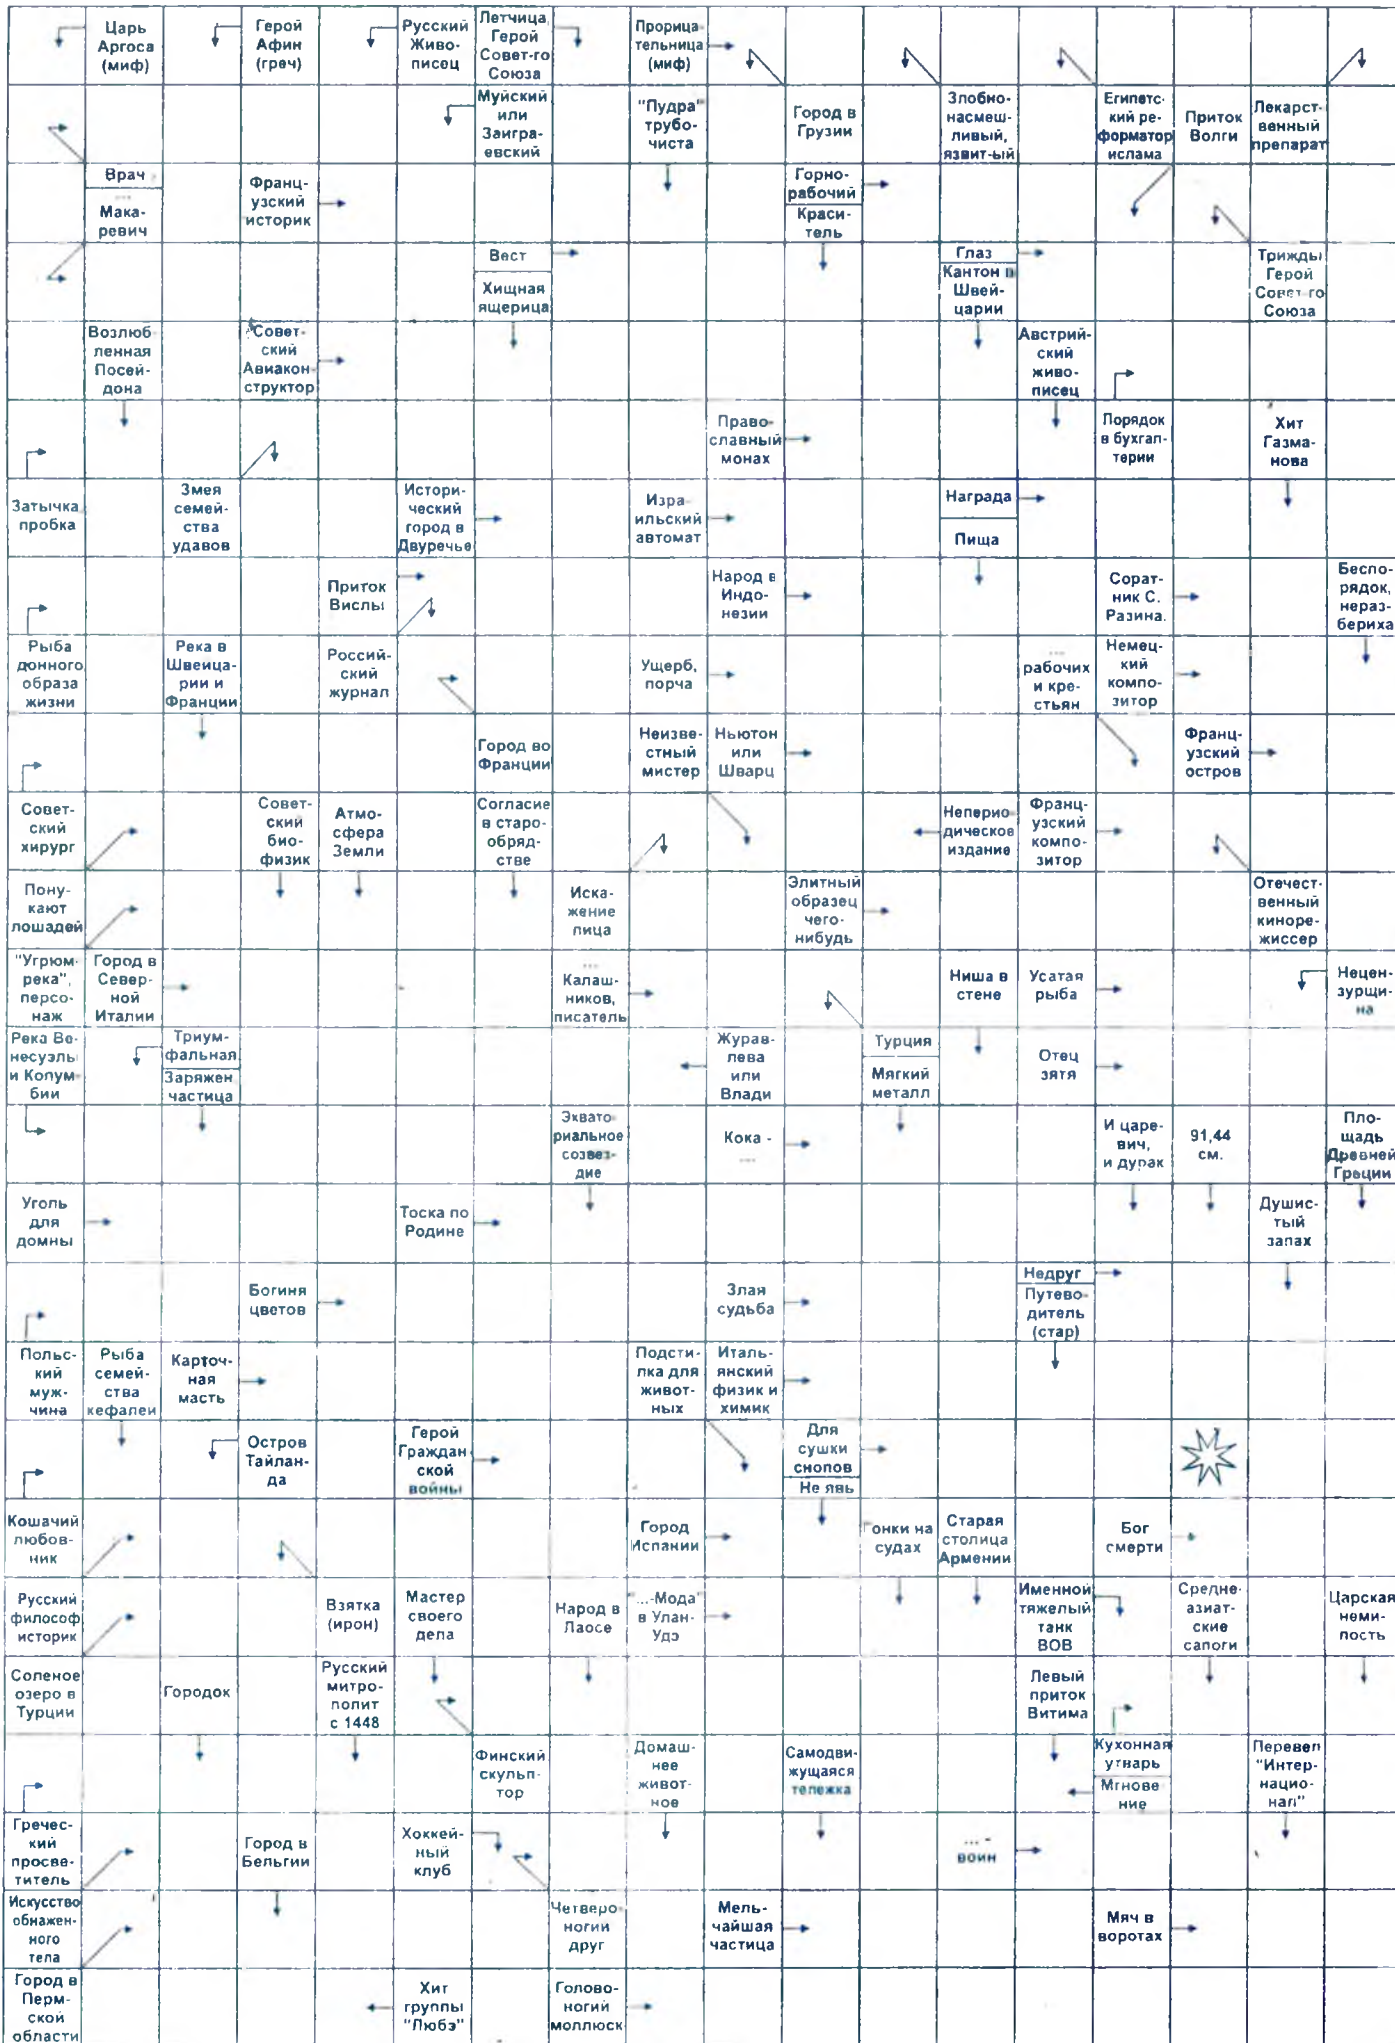 Царь
Аргоса
(миф)
Герой
Афин
(греч)
Русский
Живо-
писец
Летчица,
Герой
Совет-го
Союза
Прорица-
тельница
(миф)
Муйский
или
Заигра-
евский
"Пудра"
трубо-
чиста
Город в
Грузии
Злобно-
насмеш-
ливый,
язвит-ый
Египетс-
кий ре-
форматор
ислама
Приток
Волги
Лекарст-
венный
препарат
Врач
...
Мака-
ревич
Фран-
узский
историк
Горно-
рабочий
Краси-
тель
Вест
Хищная
ящерица
Глаз
Кантон в
Швей-
царии
Трижды
Герой
Совет-го
Союза
Возлюб-
ленная
Посей-
дона
Совет-
ский
Авиакон-
структор
Австрий-
ский
живо-
писец
Право-
славный
монах
Порядок
в бухгал-
терии
Хит
Газма-
нова
Затычка,
пробка
Змея
семей-
ства
удавов
Истори-
ческий
город в
Двуречье
Изра-
ильский
автомат
Награда
Пища
Приток
Вислы
Народ в
Индо-
незии
Сорат-
ник С.
Разина.
Беспо-
рядок,
нераз-
бериха
Рыба
донного
образа
жизни
Река в
Швейца-
рии и
Франции
Россий-
ский
журнал
Ущерб,
порча
...
рабочих
и кре-
стьян
Немец-
кий
компо-
зитор
Город во
Франции
Неизве-
стный
мистер
Ньютон
или
Шварц
Франц-
узский
остров
Совет-
ский
хирург
Совет-
ский
био-
физик
Атмо-
сфера
Земли
Согласие
в старо-
обряд-
стве
Неперио-
дическое
издание
Франц-
узский
компо-
зитор
Пону-
кают
лошадей
Иска-
жение
лица
Элитный
образец
чего-
нибудь
Отечест-
венный
киноре-
жиссер
"Угрюм-
река",
персо-
наж
Город в
Север-
ной
Италии
...
Калаш-
ников,
писатель
Ниша в
стене
Усатая
рыба
Нецен-
зурщи-
на
Река Ве-
несуэлы
и Колум-
бии
Триум-
фальная
Заряжен.
частица
Журав-
лева
или
Влади
Турция
Мягкий
металл
Отец
зятя
Эквато-
риальное
созвез-
дие
Кока -
....
И царе-
вич,
и дурак
91,44
см.
Пло-
щадь
Древней
Греции
Уголь
для
домны
Тоска по
Родине
Душис-
тый
запах
Богиня
цветов
Злая
судьба
Недруг
Путево-
дитель
(стар)
Польс-
кий
муж-
чина
Рыба
семей-
ства
кефалей
Карточ-
ная
масть
Подсти-
лка для
живот-
ных
Италь-
янский
физик и
химик
Остров
Тайлан-
да
Герой
Граждан
ской
войны
Для
сушки
снопов
Не явь
Кошачий
любов-
ник
Город
Испании
Гонки на
судах
Старая
столица
Армении
Бог
смерти
Русский
философ
историк
Взятка
(ирон)
Мастер
своего
дела
Народ в
Лаосе
"...-Мода"
в Улан-
Удэ
Именной
тяжелый
танк
ВОВ
Средне-
азиат-
ские
сапоги
Царская
неми-
лость
Соленое
озеро в
Турции
Городок
Русский
митро-
полит
с 1448
Левый
приток
Витима
Финский
скульп-
тор
Домаш-
нее
живот-
ное
Самодви-
жущаяся
тележка
Кухонная
утварь
Мгнове-
ние
Перевел
"Интер-
нацио-
нал"
Гречес-
кий
просве-
титель
Город в
Бельгии
Хоккей-
ный
клуб
... -
воин
Искусство
обнажен-
ного
тела
Четверо-
ногий
друг
Мель-
чайшая
частица
Мяч в
воротах
Город в
Перм-
ской
области
Хит
группы
"Любэ"
Голово-
ногий
моллюск